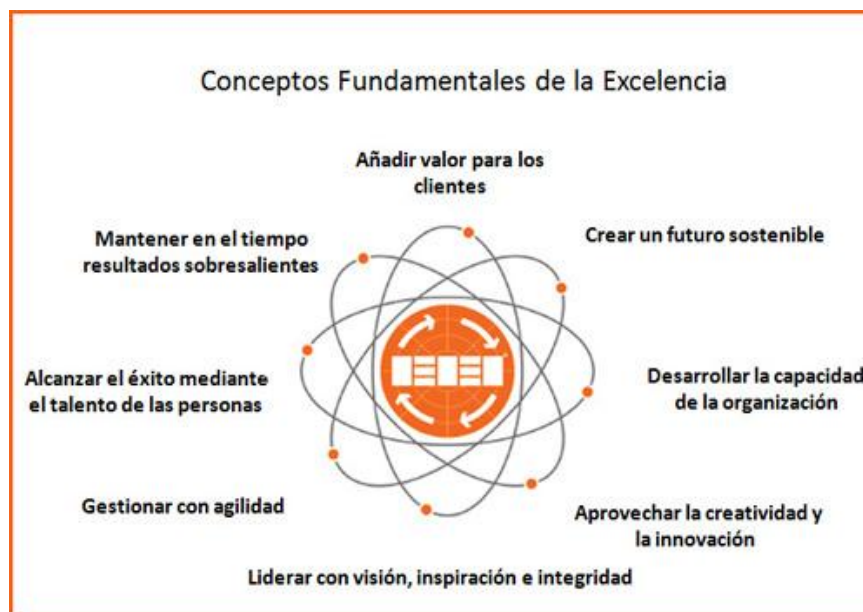 Conceptos Fundamentales de la Excelencia
Añadir valor para los
clientes
Crear un futuro sostenible
Desarrollar la capacidad
de la organización
Aprovechar la creatividad y
la innovación
Liderar con visión, inspiración e integridad
Gestionar con agilidad
Alcanzar el éxito mediante
el talento de las personas
Mantener en el tiempo
resultados sobresalientes